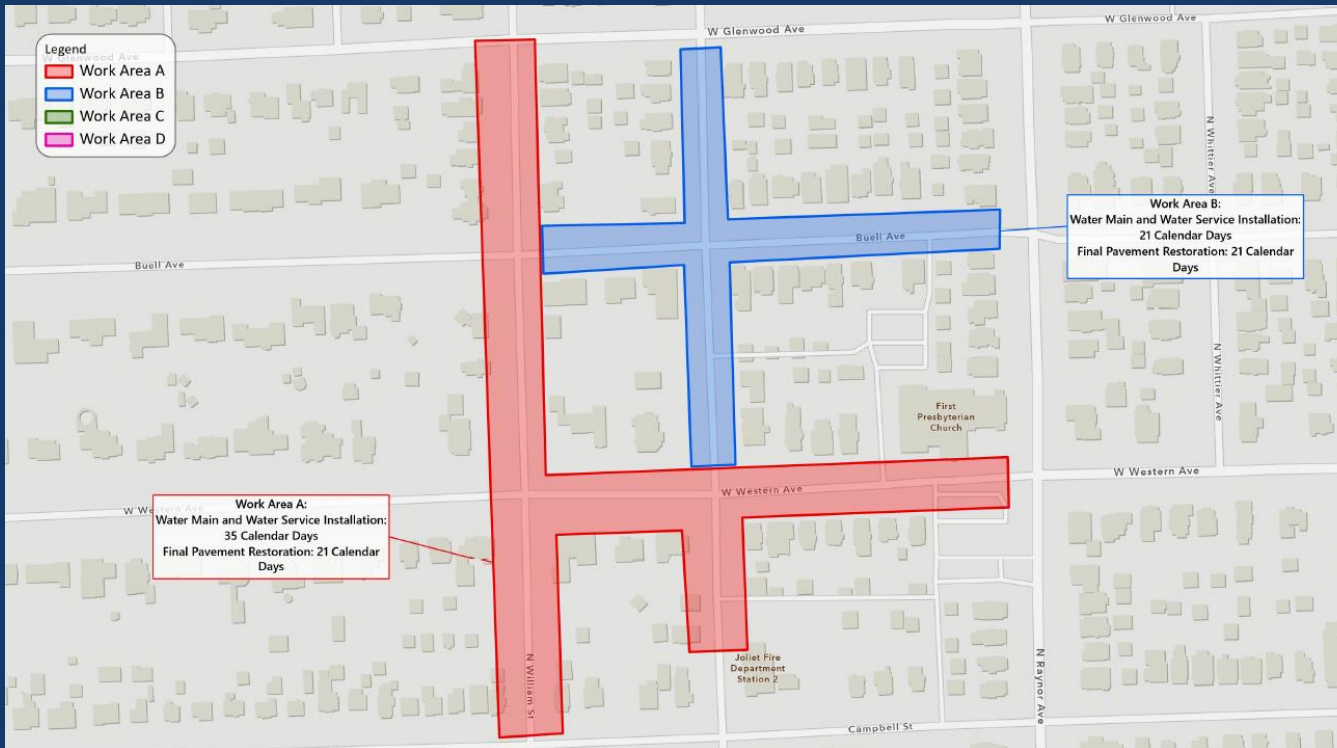 W Glenwood Ave
W Glenwood Ave
W Glenwood Ave
Legend
Work Area A
Work Area B
Work Area C
Work Area D
N Whittier Ave
Work Area B:
Water Main and Water Service Installation:
21 Calendar Days
Final Pavement Restoration: 21 Calendar
Days
Buell Ave
Buell Ave
N Whittier Ave
First
Presbyterian
Church
W Western Ave
W Western Ave
W Western Ave
Work Area A:
Water Main and Water Service Installation:
35 Calendar Days
Final Pavement Restoration: 21 Calendar
Days
N William St
Joliet Fire
Department
Station 2
N Raynor Ave
Campbell St